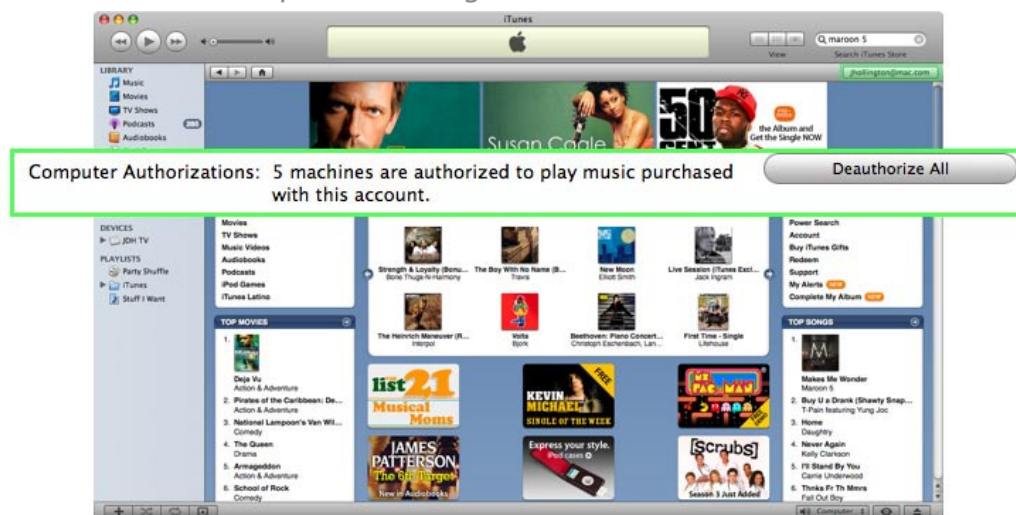 iTunes
maroon 5
View
Search iTunes Store
LIBRARY
Music
Movies
TV Shows
Podcasts
Audiobooks
jhollington@mac.com
Susan Cagle
50
CENT
the Album and
Get the Single NOW
Computer Authorizations: 5 machines are authorized to play music purchased
with this account.
Deauthorize All
DEVICES
JDH TV
PLAYLISTS
Party Shuffle
iTunes
Stuff I Want
Movies
TV Shows
Music Videos
Audiobooks
Podcasts
iPod Games
iTunes Latino
Strength & Loyalty (Bonu...
Bone Thugs-N-Harmony
The Boy With No Name (B...
Travis
New Moon
Elliott Smith
Live Session (iTunes Excl...
Jack Ingram
The Heinrich Maneuver (R...
Interpol
Volta
Björk
Beethoven: Piano Concert...
Christoph Eschenbach, Lan...
First Time - Single
Lifehouse
Power Search
Account
Buy iTunes Gifts
Redeem
Support
My Alerts NEW
Complete My Album NEW
TOP MOVIES
1.
Deja Vu
Action & Adventure
2. Pirates of the Caribbean: De...
Action & Adventure
3. National Lampoon's Van Wil...
Comedy
4. The Queen
Drama
5. Armageddon
Action & Adventure
6. School of Rock
Comedy
the list 21
Musical
Moms
FREE
KEVIN
MICHAEL
SINGLE OF THE WEEK
MS.
PAC-MAN
FREE
JAMES
PATTERSON
The 6th Target
New in Audiobooks
Express your style.
iPod cases
[Scrubs]
Season 3 Just Added
TOP SONGS
1.
M
Makes Me Wonder
Maroon 5
2. Buy U a Drank (Shawty Snap...
T-Pain featuring Yung Joc
3. Home
Daughtry
4. Never Again
Kelly Clarkson
5. I'll Stand By You
Carrie Underwood
6. Thnks Fr Th Mmrs
Fall Out Boy
Computer